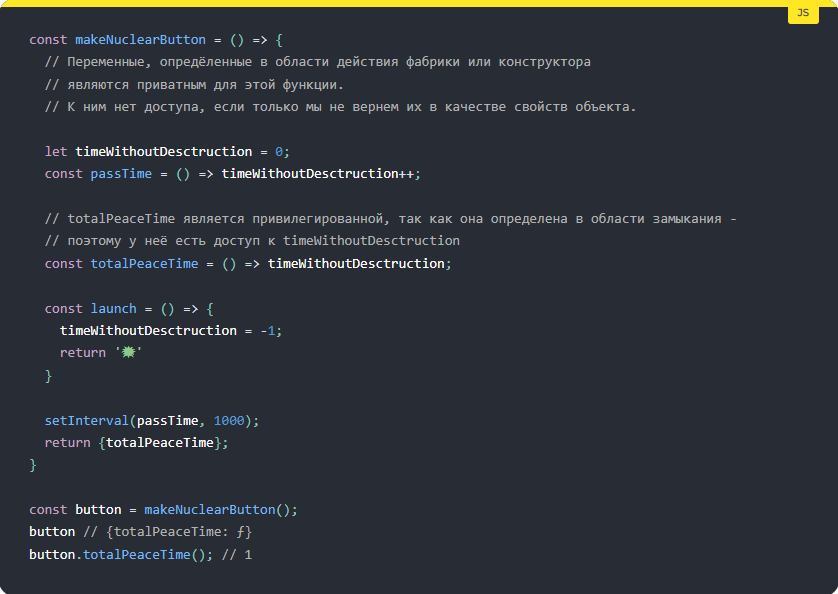 JS
const makeNuclearButton = () => {
  // Переменные, опредёленные в области действия фабрики или конструктора
  // являются приватным для этой функции.
  // К ним нет доступа, если только мы не вернем их в качестве свойств объекта.

  let timeWithoutDesctruction = 0;
  const passTime = () => timeWithoutDesctruction++;

  // totalPeaceTime является привилегированной, так как она определена в области замыкания -
  // поэтому у неё есть доступ к timeWithoutDesctruction
  const totalPeaceTime = () => timeWithoutDesctruction;

  const launch = () => {
    timeWithoutDesctruction = -1;
    return '✹'
  }

  setInterval(passTime, 1000);
  return {totalPeaceTime};
}

const button = makeNuclearButton();
button // {totalPeaceTime: ƒ}
button.totalPeaceTime(); // 1